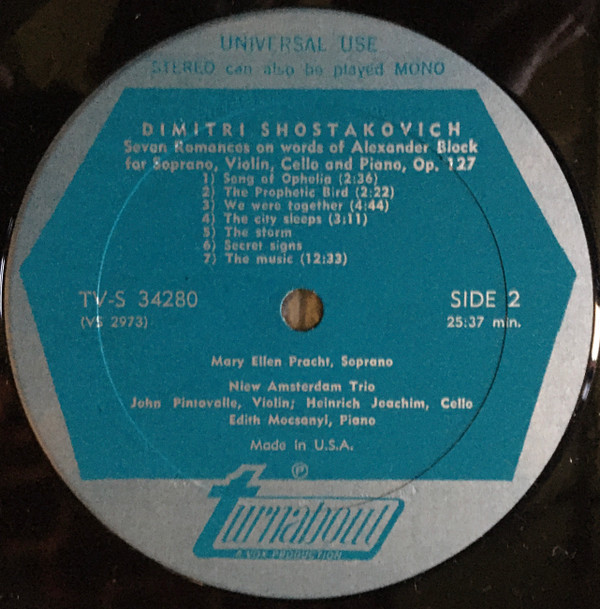 UNIVERSAL USE
STEREO can also be played MONO
DIMITRI SHOSTAKOVICH
Seven Romances on words of Alexander Block
for Soprano, Violin, Cello and Piano, Op. 127
1) Song of Ophelia (2:36)
2) The Prophetic Bird (2:22)
3) We were together (4:44)
4) The city sleeps (3:11)
5) The storm
6) Secret signs
7) The music (12:33)
TV-S 34280
(VS 2973)
SIDE 2
25:37 min.
Mary Ellen Pracht, Soprano
Niew Amsterdam Trio
John Pintavalle, Violin; Heinrich Joachim, Cello
Edith Mocsanyi, Piano
Made in U.S.A.
Ⓟ
turnabout
A VOX PRODUCTION